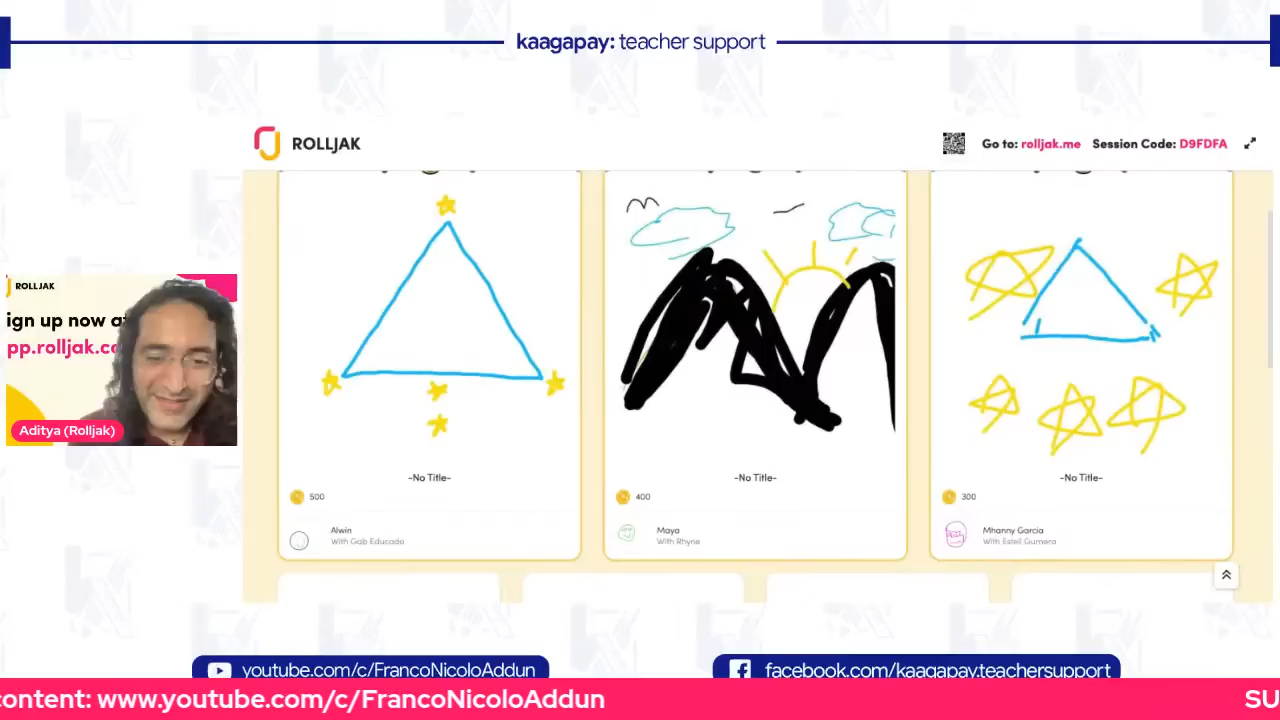 kaagapay: teacher support
ROLLJAK
Go to: rolljak.me Session Code: D9FDFA
ROLLJAK
ign up now a
pp.rolljak.co
Aditya (Rolljak)
-No Title-
500
Alwin
With Gab Educado
-No Title-
400
Maya
With Rhyne
-No Title-
300
Mhanny Garcia
With Estell Gumera
youtube.com/c/FrancoNicoloAddun
facebook.com/kaagapay.teachersupport
content: www.youtube.com/c/FrancoNicoloAddun
SU